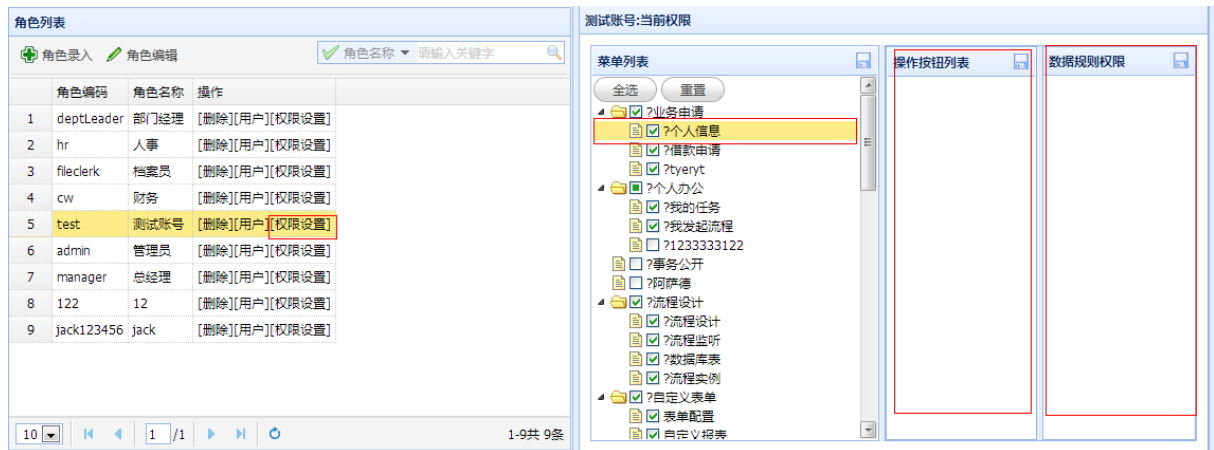 角色列表
角色录入 角色编辑 角色名称 请输入关键字
角色编码 角色名称 操作
1 deptLeader 部门经理 [删除][用户][权限设置]
2 hr 人事 [删除][用户][权限设置]
3 fileclerk 档案员 [删除][用户][权限设置]
4 cw 财务 [删除][用户][权限设置]
5 test 测试账号 [删除][用户][权限设置]
6 admin 管理员 [删除][用户][权限设置]
7 manager 总经理 [删除][用户][权限设置]
8 122 12 [删除][用户][权限设置]
9 jack123456 jack [删除][用户][权限设置]
10 1 /1 1-9共 9条
测试账号:当前权限
菜单列表
全选 重置
?业务申请
?个人信息
?借款申请
?tyeryt
?个人办公
?我的任务
?我发起流程
?1233333122
?事务公开
?阿萨德
?流程设计
?流程设计
?流程监听
?数据库表
?流程实例
?自定义表单
表单配置
自定义报表
操作按钮列表
数据规则权限